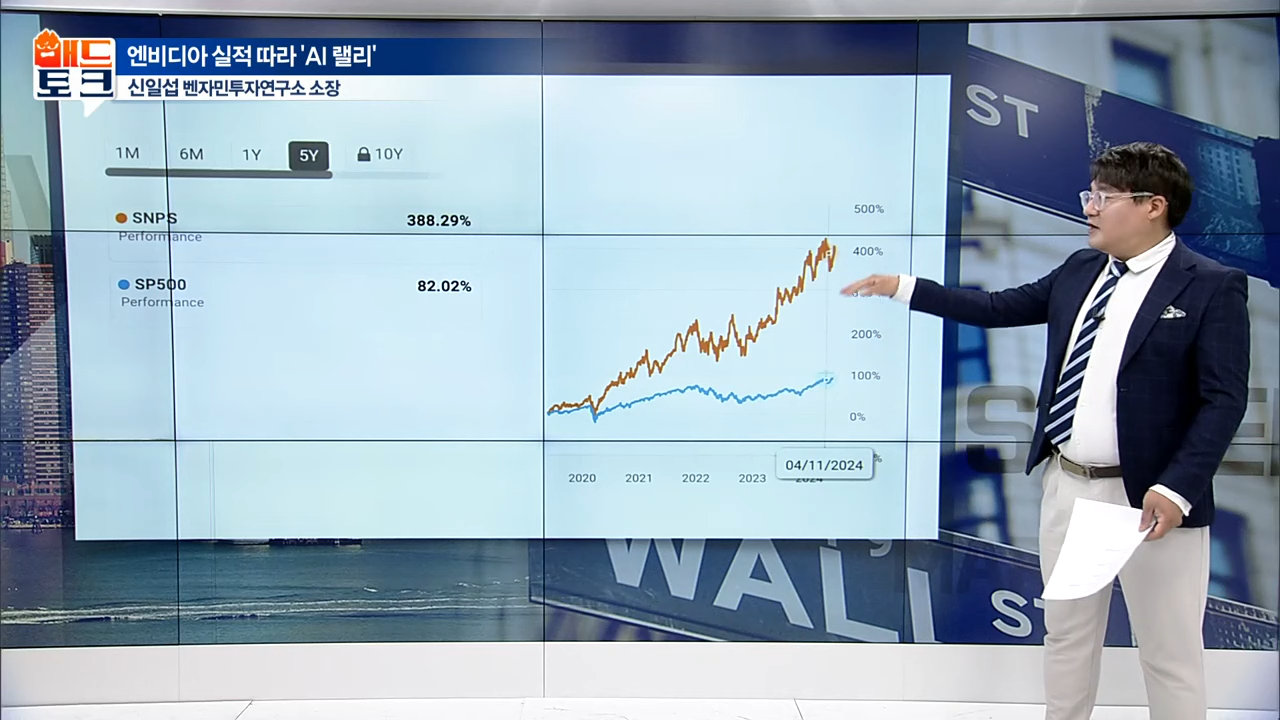 매드
토크
엔비디아 실적 따라 'AI 랠리'
신일섭 벤자민투자연구소 소장
1M 6M 1Y 5Y 10Y
SNPS 388.29%
Performance
SP500 82.02%
Performance
500%
400%
200%
100%
0%
%
04/11/2024
2020 2021 2022 2023 2024
ST
WALL ST